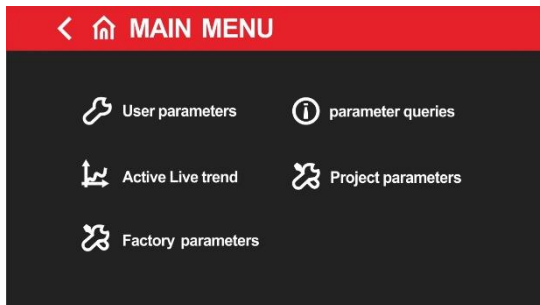 MAIN MENU
User parameters
parameter queries
Active Live trend
Project parameters
Factory parameters